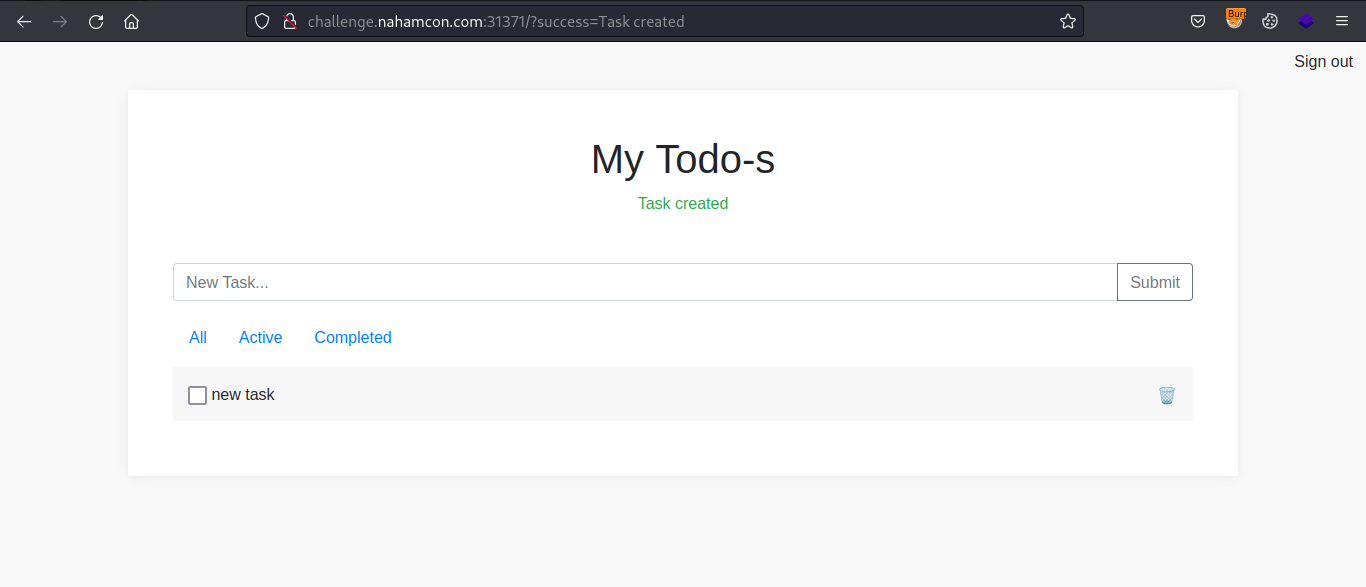 challenge.nahamcon.com:31371/?success=Task created
Burp
Sign out
My Todo-s
Task created
New Task...
Submit
All
Active
Completed
new task